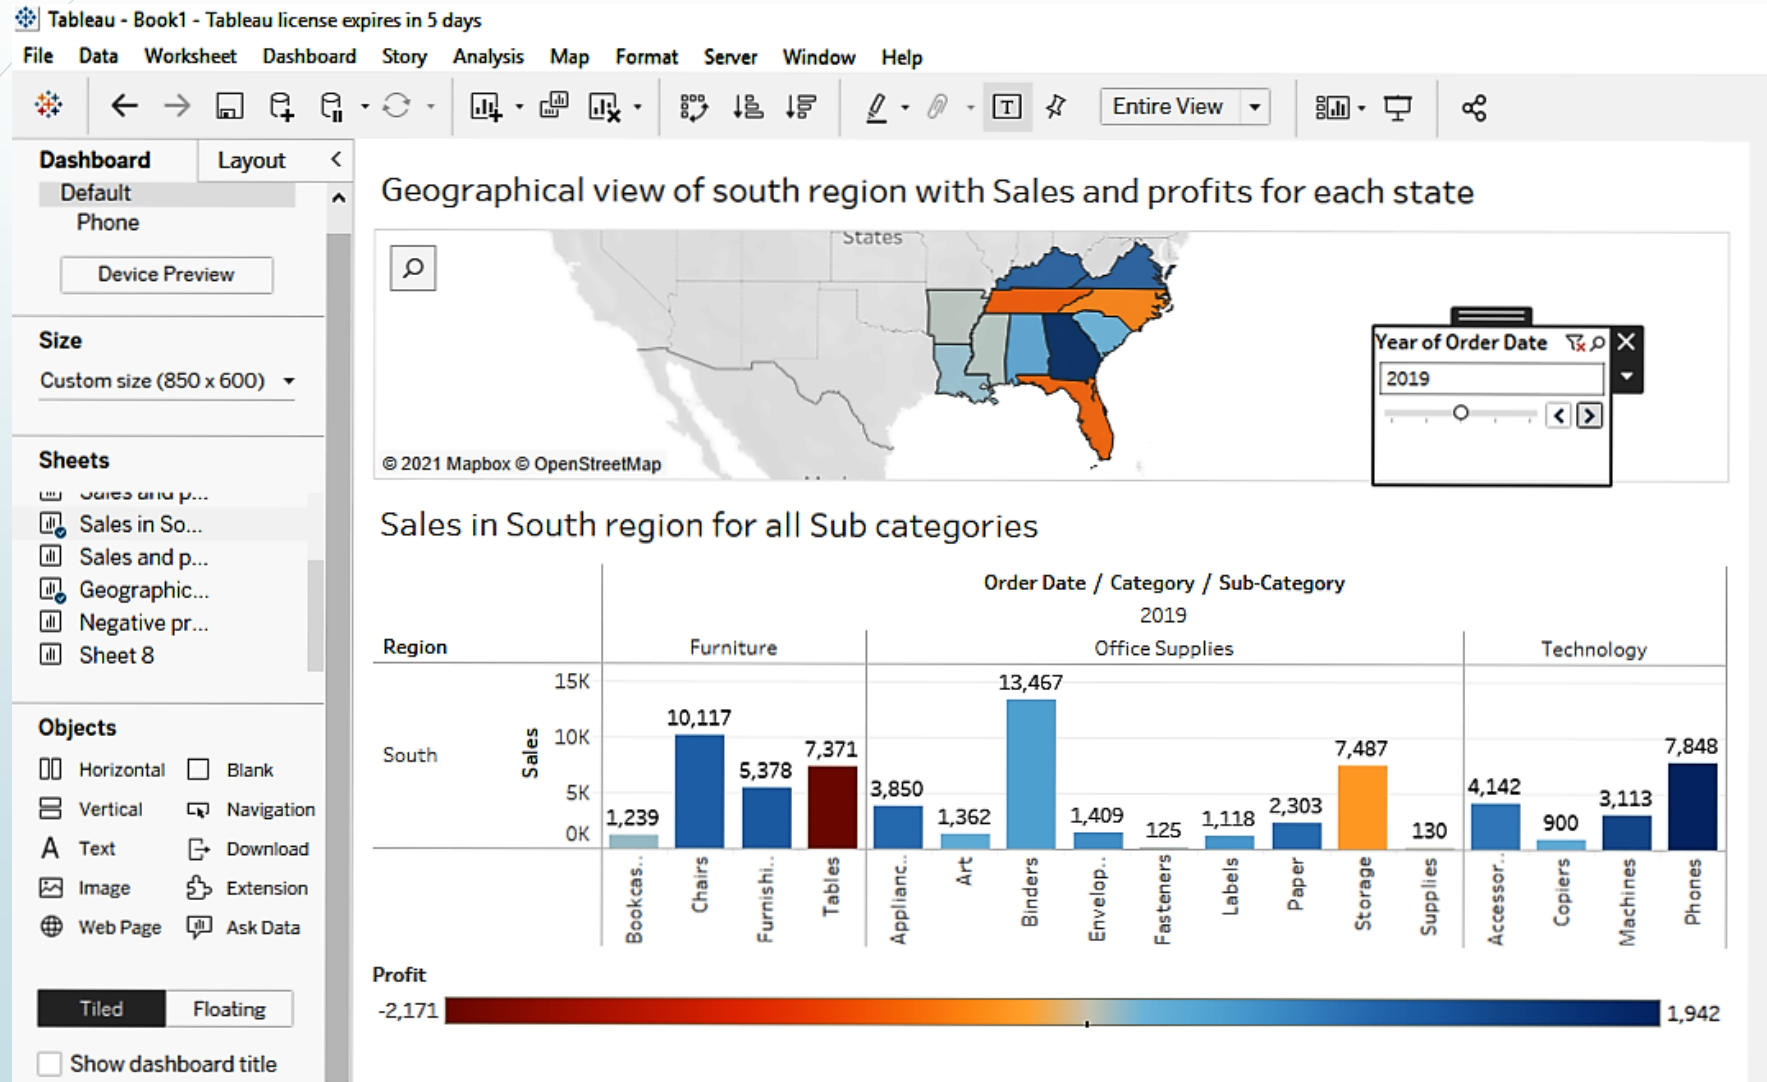 Tableau - Book1 - Tableau license expires in 5 days
File Data Worksheet Dashboard Story Analysis Map Format Server Window Help
T Entire View
Dashboard Layout
Default
Phone
Device Preview
Size
Custom size (850 x 600)
Sheets
Sales and p...
Sales in So...
Sales and p...
Geographic...
Negative pr...
Sheet 8
Objects
Horizontal Blank
Vertical Navigation
A Text Download
Image Extension
Web Page Ask Data
Tiled Floating
Show dashboard title
Geographical view of south region with Sales and profits for each state
States
© 2021 Mapbox © OpenStreetMap
Year of Order Date
2019
Sales in South region for all Sub categories
Order Date / Category / Sub-Category
2019
Region Furniture Office Supplies Technology
South
Sales
15K
10K
5K
0K
1,239 10,117 5,378 7,371 3,850 1,362 13,467 1,409 125 1,118 2,303 7,487 130 4,142 900 3,113 7,848
Bookcas.. Chairs Furnishi.. Tables Applianc.. Art Binders Envelop.. Fasteners Labels Paper Storage Supplies Accessor.. Copiers Machines Phones
Profit
-2,171 1,942